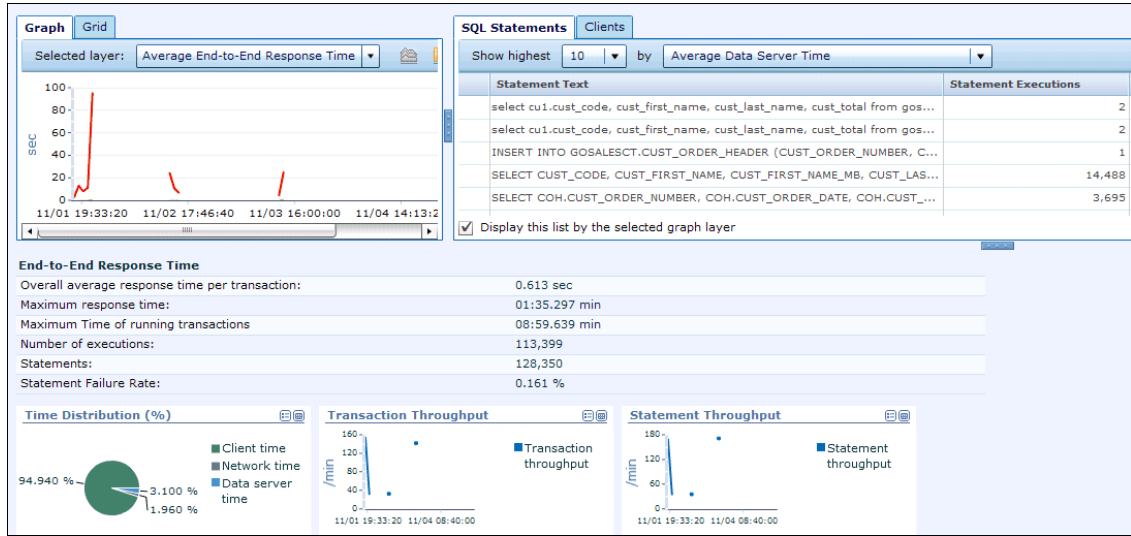 Graph Grid
Selected layer: Average End-to-End Response Time
sec
100
80
60
40
20
0
11/01 19:33:20 11/02 17:46:40 11/03 16:00:00 11/04 14:13:2
SQL Statements Clients
Show highest 10 by Average Data Server Time
Statement Text Statement Executions
select cu1.cust_code, cust_first_name, cust_last_name, cust_total from gos... 2
select cu1.cust_code, cust_first_name, cust_last_name, cust_total from gos... 2
INSERT INTO GOSALESCT.CUST_ORDER_HEADER (CUST_ORDER_NUMBER, C... 1
SELECT CUST_CODE, CUST_FIRST_NAME, CUST_FIRST_NAME_MB, CUST_LAS... 14,488
SELECT COH.CUST_ORDER_NUMBER, COH.CUST_ORDER_DATE, COH.CUST_... 3,695
Display this list by the selected graph layer
End-to-End Response Time
Overall average response time per transaction: 0.613 sec
Maximum response time: 01:35.297 min
Maximum Time of running transactions 08:59.639 min
Number of executions: 113,399
Statements: 128,350
Statement Failure Rate: 0.161 %
Time Distribution (%)
94.940 %
3.100 %
1.960 %
Client time
Network time
Data server
time
Transaction Throughput
/min
160
120
80
40
0
11/01 19:33:20 11/04 08:40:00
Transaction
throughput
Statement Throughput
/min
180
120
60
0
11/01 19:33:20 11/04 08:40:00
Statement
throughput